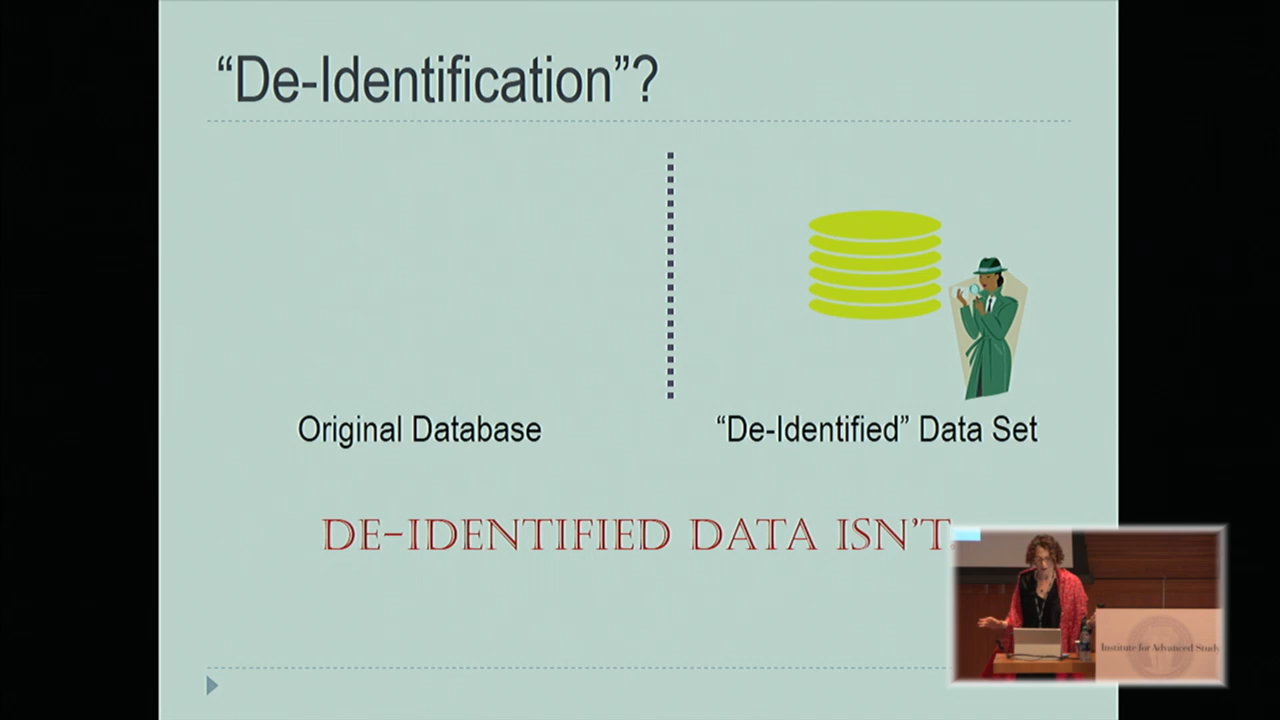 “De-Identification”?
Original Database
“De-Identified” Data Set
DE-IDENTIFIED DATA ISN’T.
Institute for Advanced Study